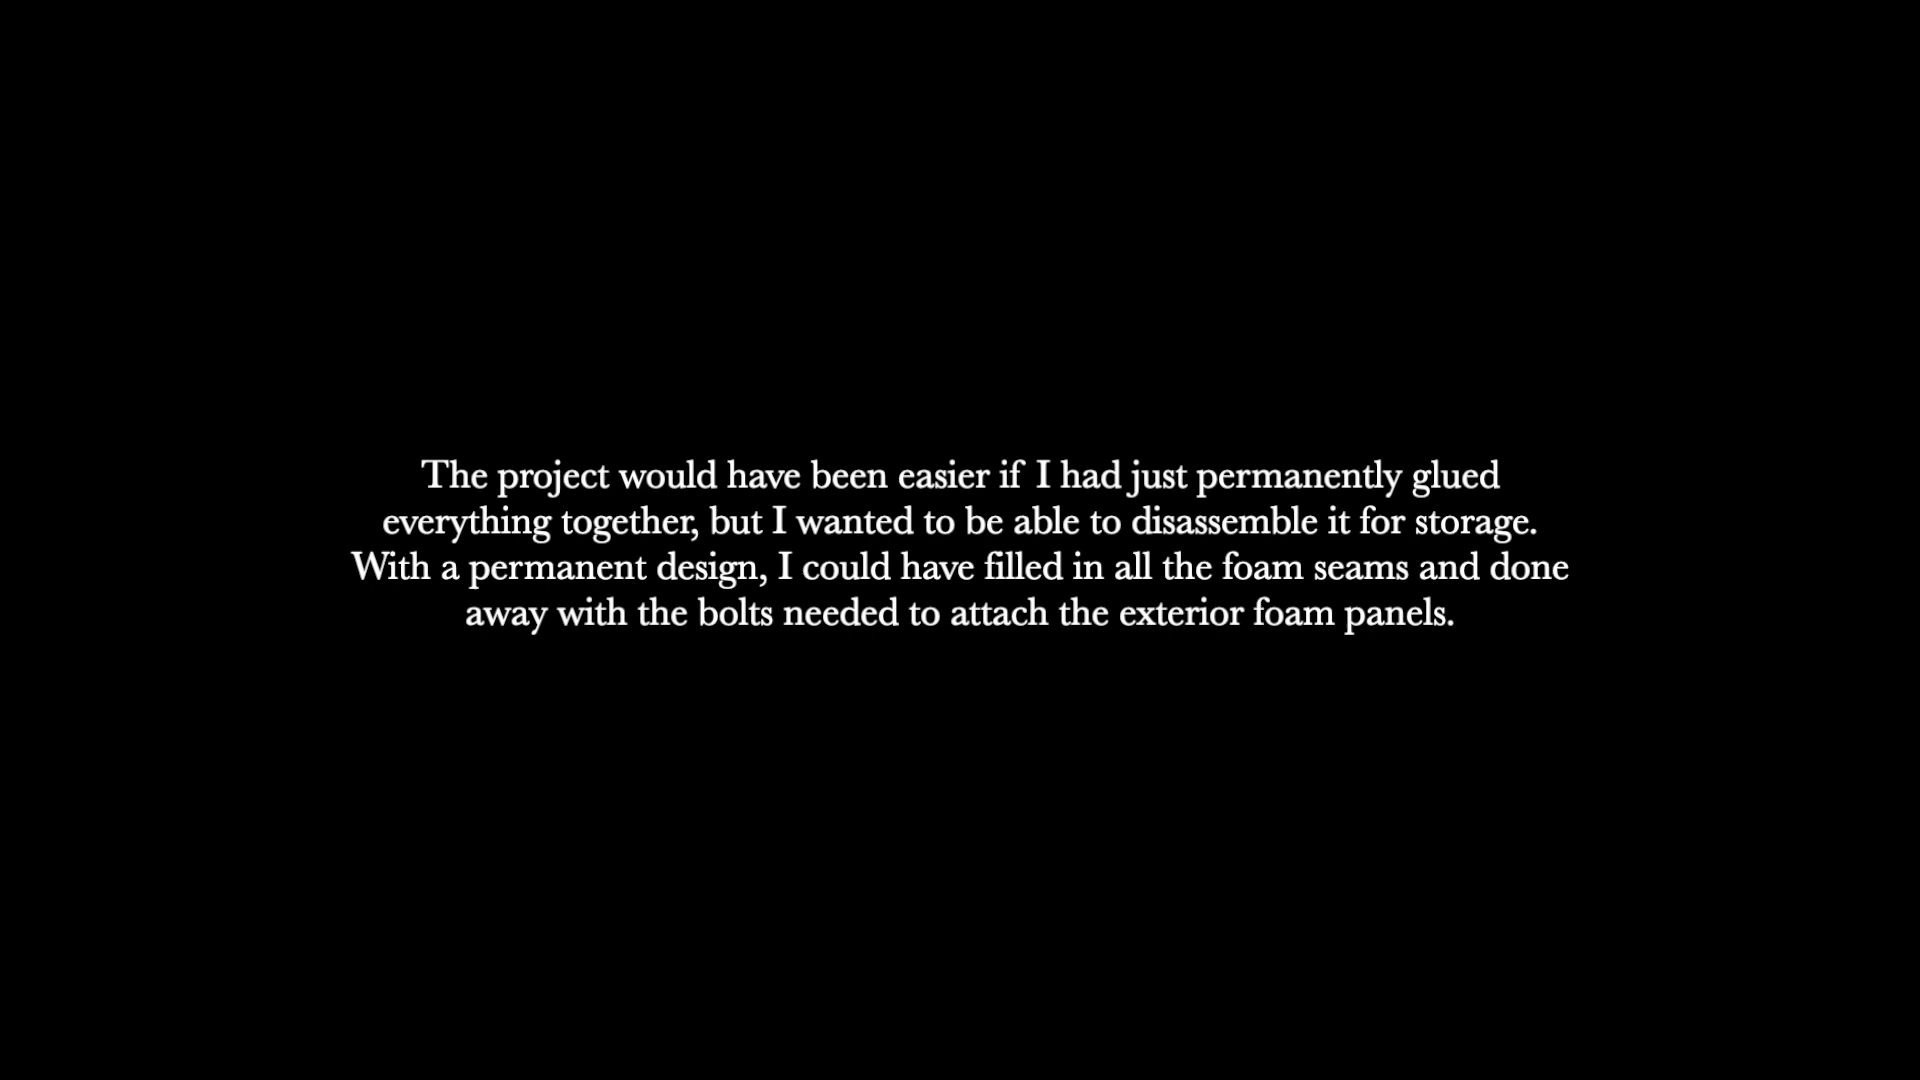 The project would have been easier if I had just permanently glued
everything together, but I wanted to be able to disassemble it for storage.
With a permanent design, I could have filled in all the foam seams and done
away with the bolts needed to attach the exterior foam panels.